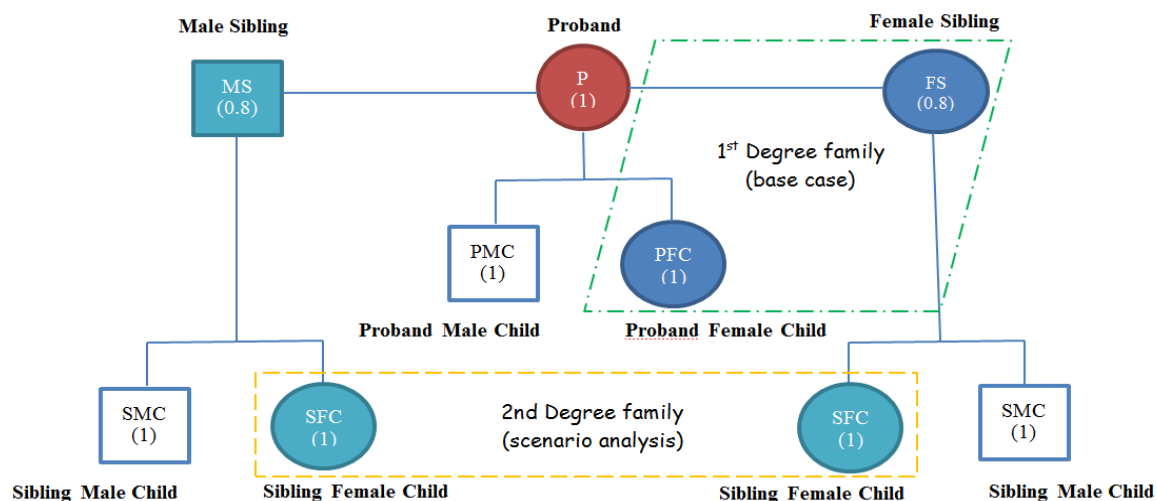 Male Sibling
Proband
Female Sibling
MS
(0.8)
P
(1)
FS
(0.8)
1st Degree family
(base case)
PMC
(1)
PFC
(1)
Proband Male Child
Proband Female Child
SMC
(1)
SFC
(1)
2nd Degree family
(scenario analysis)
SFC
(1)
SMC
(1)
Sibling Male Child
Sibling Female Child
Sibling Female Child
Sibling Male Child